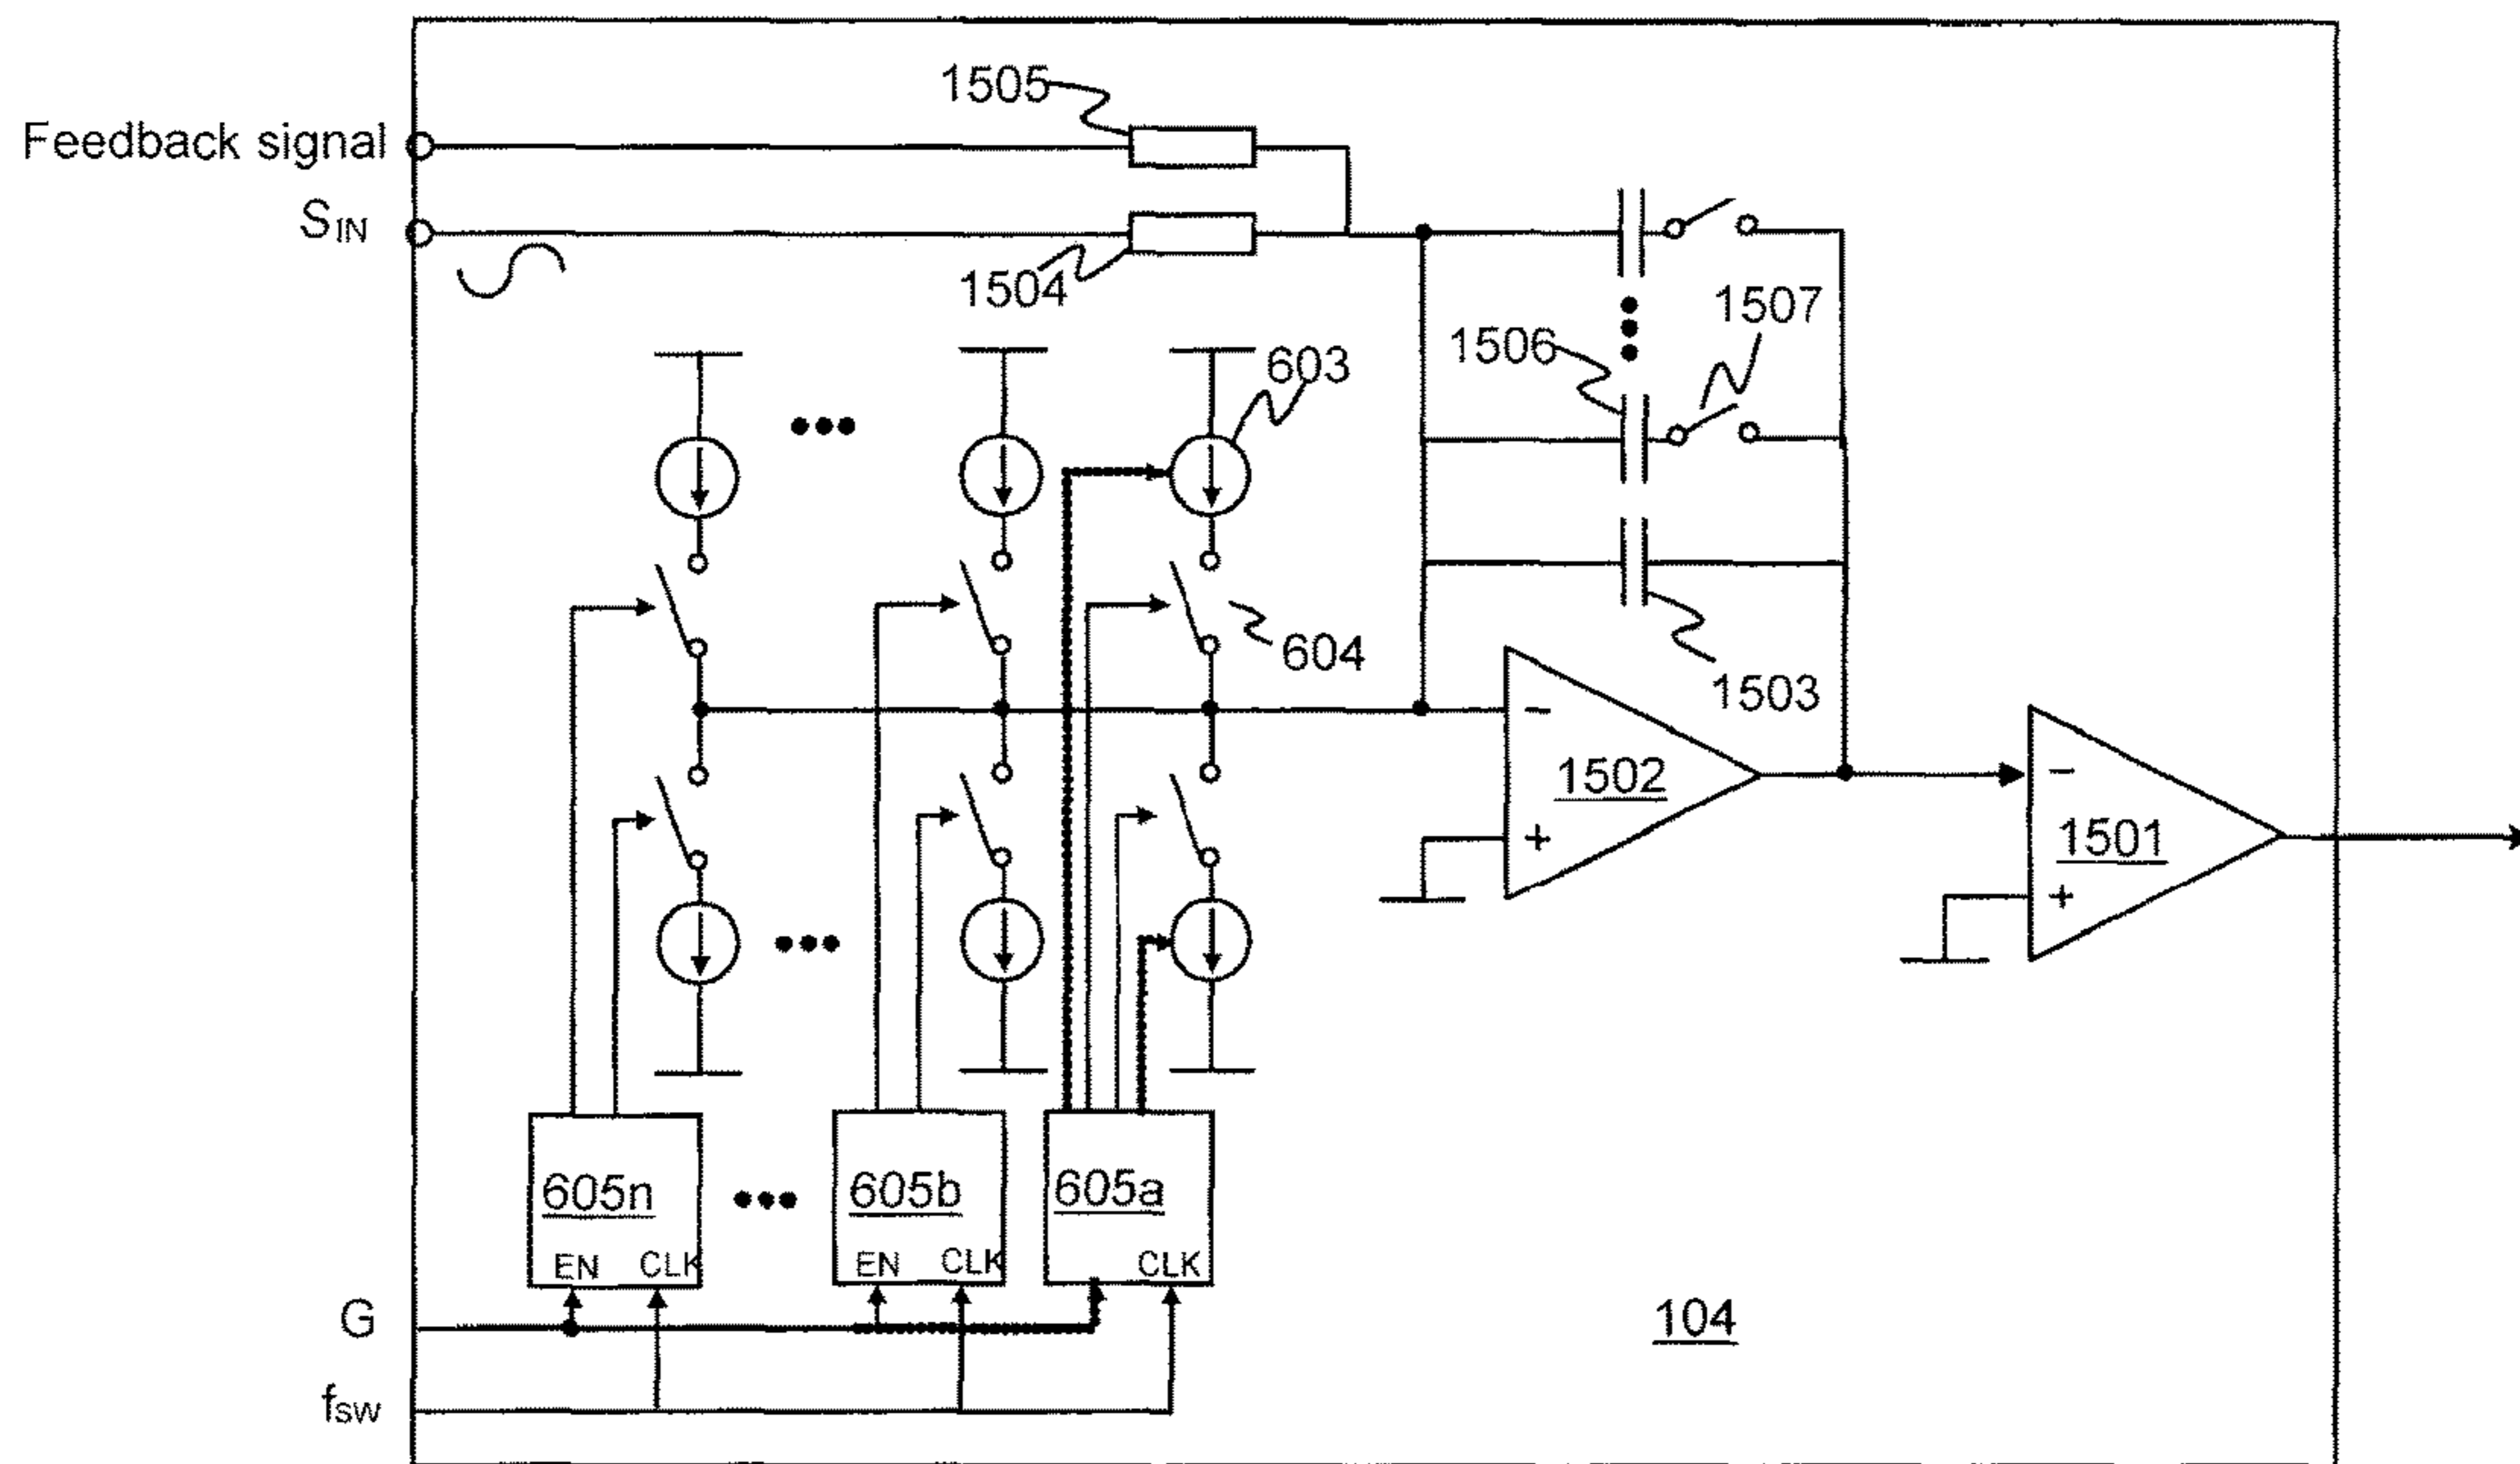 1505
Feedback signal
SIN
1504
1507
1506
603
604
1503
−
1502
+
−
1501
+
605n
605b
605a
EN CLK
EN CLK
CLK
G
104
fsw